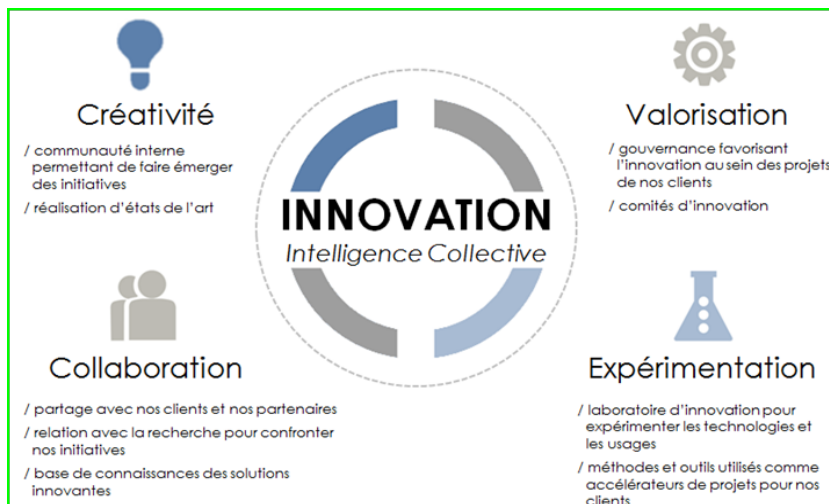 Créativité
/ communauté interne
permettant de faire émerger
des initiatives
/ réalisation d'états de l'art
Valorisation
/ gouvernance favorisant
l'innovation au sein des projets
de nos clients
/ comités d'innovation
INNOVATION
Intelligence Collective
Collaboration
/ partage avec nos clients et nos partenaires
/ relation avec la recherche pour confronter
nos initiatives
/ base de connaissances des solutions
innovantes
Expérimentation
/ laboratoire d'innovation pour
expérimenter les technologies et
les usages
/ méthodes et outils utilisés comme
accélérateurs de projets pour nos
clients